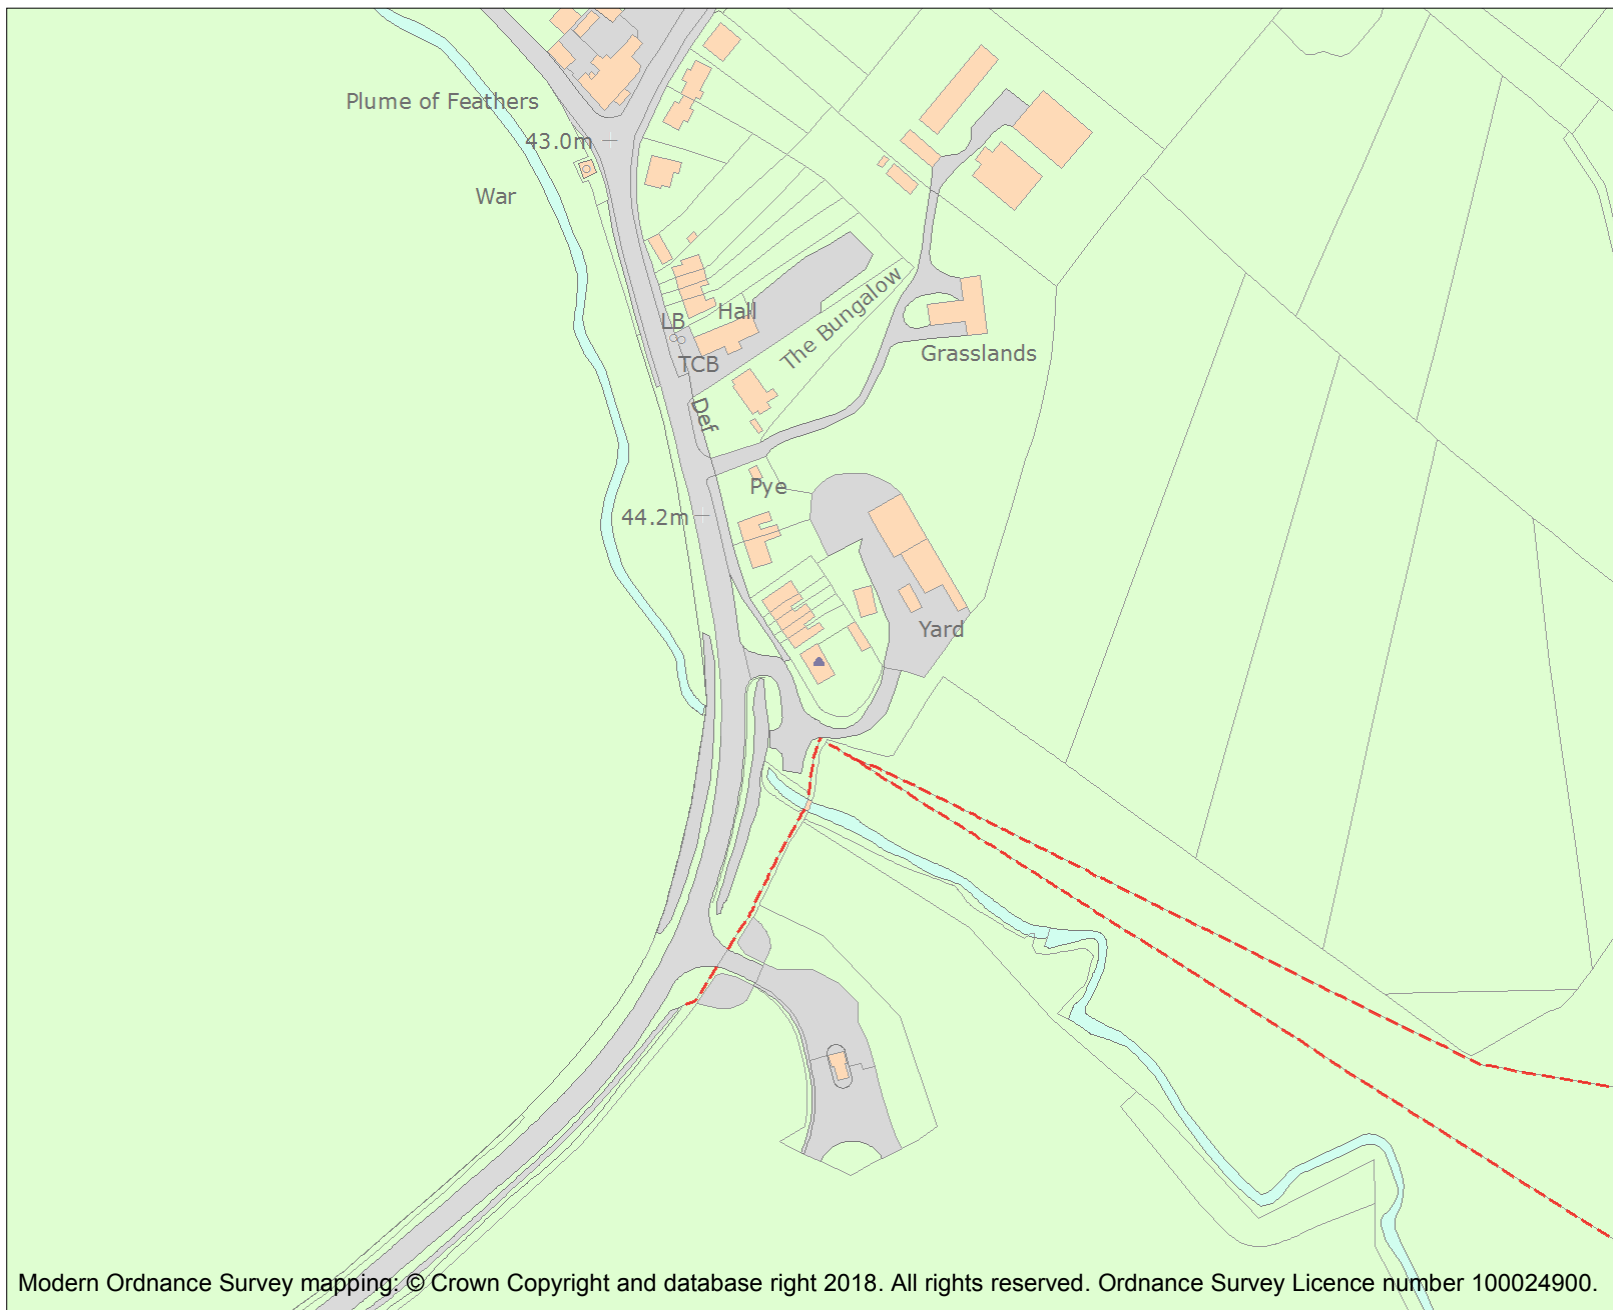 Plume of Feathers
43.0m
War
Hall
LB
TCB
The Bungalow
Grasslands
Def
Pye
44.2m
Yard
Modern Ordnance Survey mapping: © Crown Copyright and database right 2018. All rights reserved. Ordnance Survey Licence number 100024900.